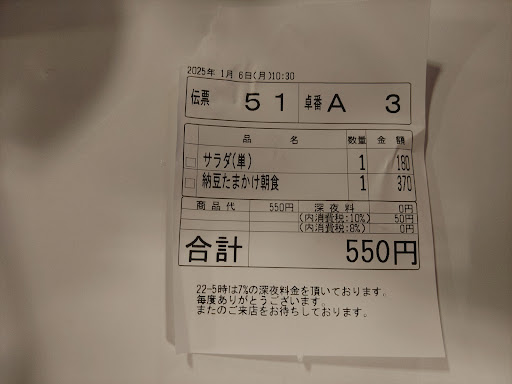 2025年 1月 6日(月)10:30
伝票 51 卓番 A 3
品名 数量 金額
サラダ(単) 1 180
納豆たまかけ朝食 1 370
商品代 550円 深夜料 0円
(内消費税:10%) 50円
(内消費税:8%) 0円
合計 550円
22-5時は7%の深夜料金を頂いております。
毎度ありがとうございます。
またのご来店をお待ちしております。